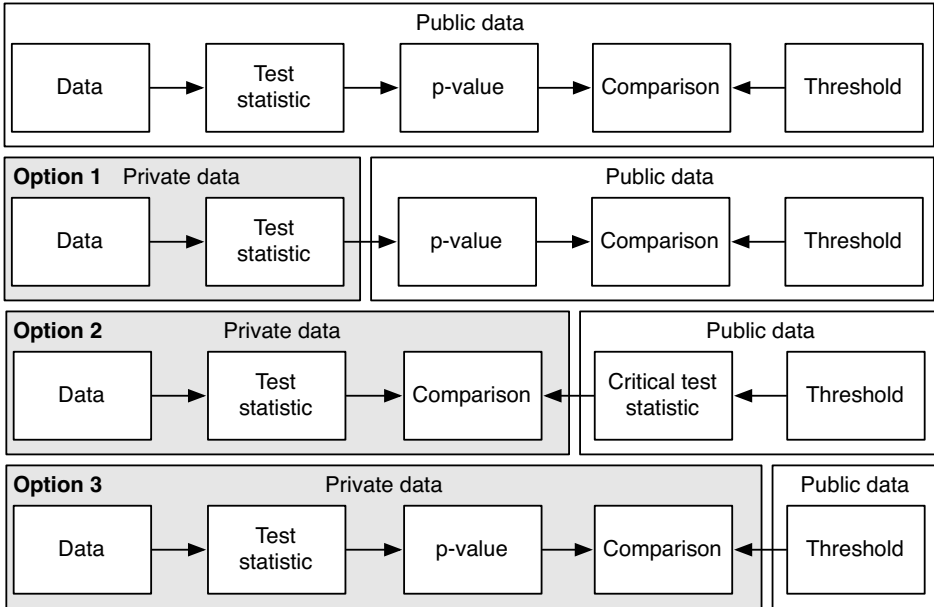 Public data
Data
Test
statistic
p-value
Comparison
Threshold
Option 1
Private data
Public data
Data
Test
statistic
p-value
Comparison
Threshold
Option 2
Private data
Public data
Data
Test
statistic
Comparison
Critical test
statistic
Threshold
Option 3
Private data
Public data
Data
Test
statistic
p-value
Comparison
Threshold